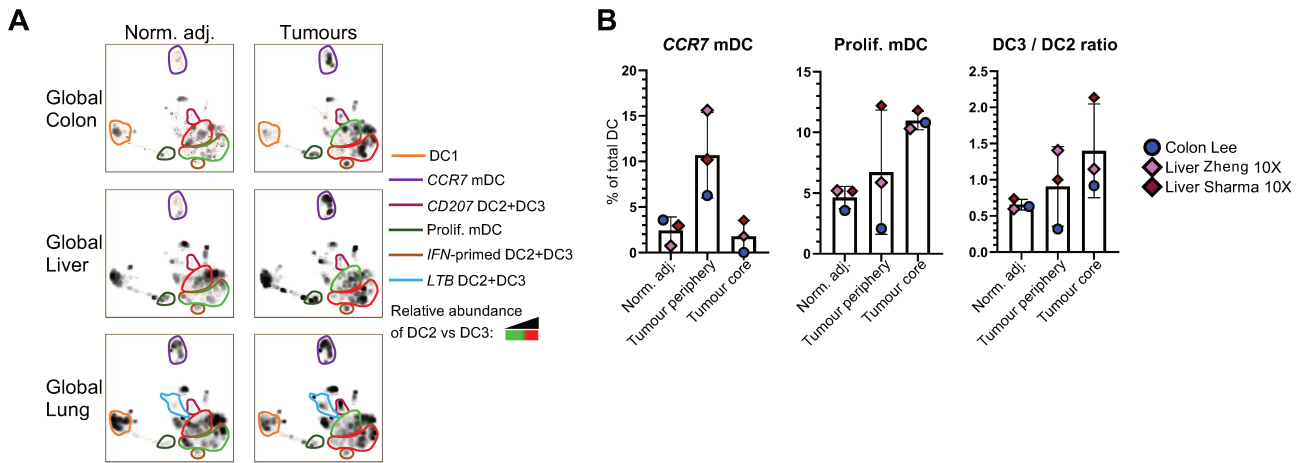 A
Norm. adj.
Tumours
Global
Colon
Global
Liver
Global
Lung
DC1
CCR7 mDC
CD207 DC2+DC3
Prolif. mDC
IFN-primed DC2+DC3
LTB DC2+DC3
Relative abundance
of DC2 vs DC3:
B
CCR7 mDC
% of total DC
20
15
10
5
0
Norm. adj.
Tumour periphery
Tumour core
Prolif. mDC
15
10
5
0
Norm. adj.
Tumour periphery
Tumour core
DC3 / DC2 ratio
2.5
2.0
1.5
1.0
0.5
0.0
Norm. adj.
Tumour periphery
Tumour core
Colon Lee
Liver Zheng 10X
Liver Sharma 10X